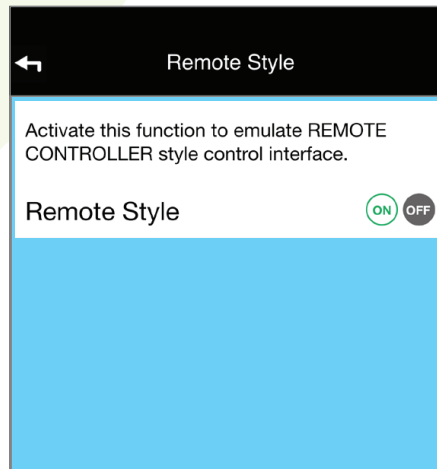 Remote Style
Activate this function to emulate REMOTE
CONTROLLER style control interface.
Remote Style ON OFF